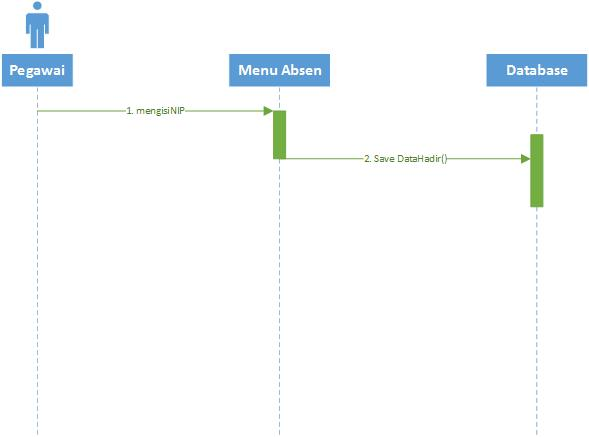 Pegawai
Menu Absen
Database
1. mengisiNIP
2. Save DataHadir()